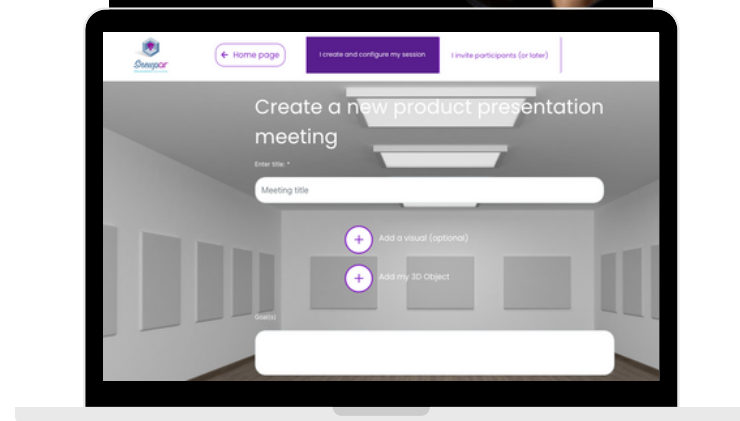 ← Home page
I create and configure my session
I invite participants (or later)
Create a new product presentation
meeting
Enter title: *
Meeting title
+ Add a visual (optional)
+ Add my 3D Object
Goal(s)